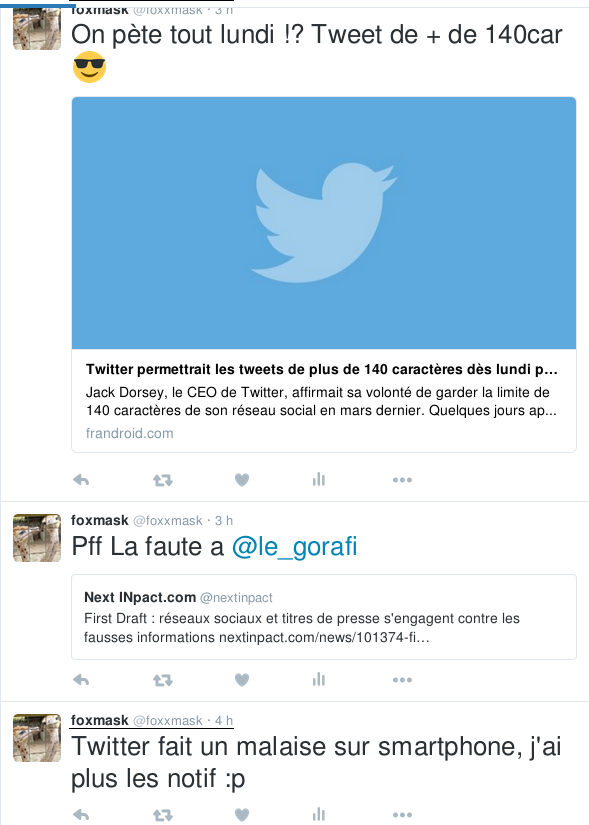 foxmask @foxxmask · 3 h
On pète tout lundi !? Tweet de + de 140car
😎
Twitter permettrait les tweets de plus de 140 caractères dès lundi p...
Jack Dorsey, le CEO de Twitter, affirmait sa volonté de garder la limite de
140 caractères de son réseau social en mars dernier. Quelques jours ap...
frandroid.com
foxmask @foxxmask · 3 h
Pff La faute a @le_gorafi
Next INpact.com @nextinpact
First Draft : réseaux sociaux et titres de presse s'engagent contre les
fausses informations nextinpact.com/news/101374-fi…
foxmask @foxxmask · 4 h
Twitter fait un malaise sur smartphone, j'ai
plus les notif :p